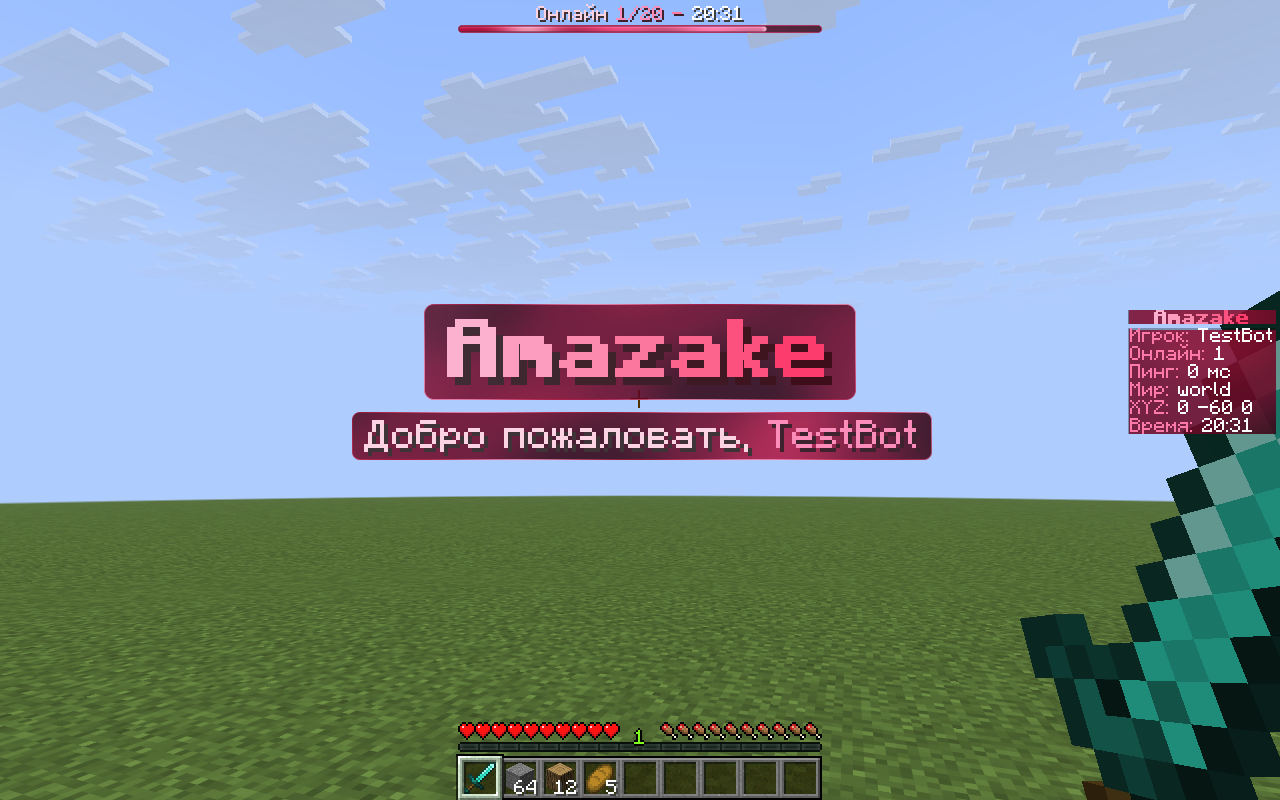 Онлайн 1/20 - 20:31
Amazake
Добро пожаловать, TestBot
Amazake
Игрок: TestBot
Онлайн: 1
Пинг: 0 мс
Мир: world
XYZ: 0 -60 0
Время: 20:31
1
64
12
5